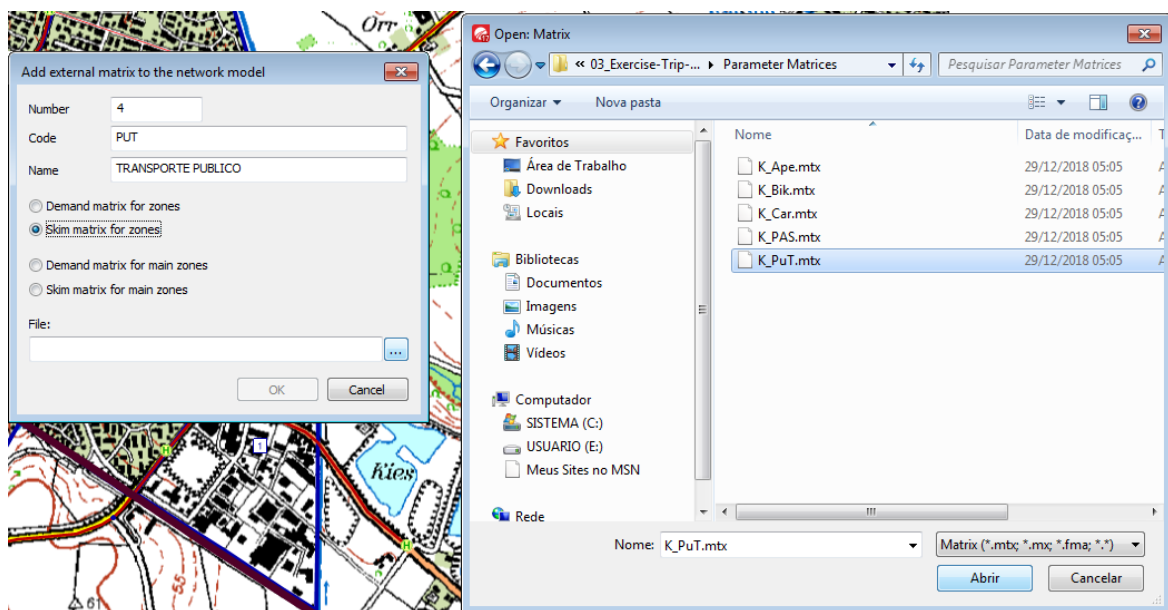 Orr
Add external matrix to the network model
Number 4
Code PUT
Name TRANSPORTE PUBLICO
Demand matrix for zones
Skim matrix for zones
Demand matrix for main zones
Skim matrix for main zones
File:
...
OK Cancel
1
H
Kies
H
55
61
Open: Matrix
« 03_Exercise-Trip-... Parameter Matrices Pesquisar Parameter Matrices
Organizar Nova pasta
Favoritos
Área de Trabalho
Downloads
Locais
Bibliotecas
Documentos
Imagens
Músicas
Vídeos
Computador
SISTEMA (C:)
USUARIO (E:)
Meus Sites no MSN
Rede
Nome Data de modificaç...
K_Ape.mtx 29/12/2018 05:05
K_Bik.mtx 29/12/2018 05:05
K_Car.mtx 29/12/2018 05:05
K_PAS.mtx 29/12/2018 05:05
K_PuT.mtx 29/12/2018 05:05
Nome: K_PuT.mtx Matrix (*.mtx; *.mx; *.fma; *.*)
Abrir Cancelar